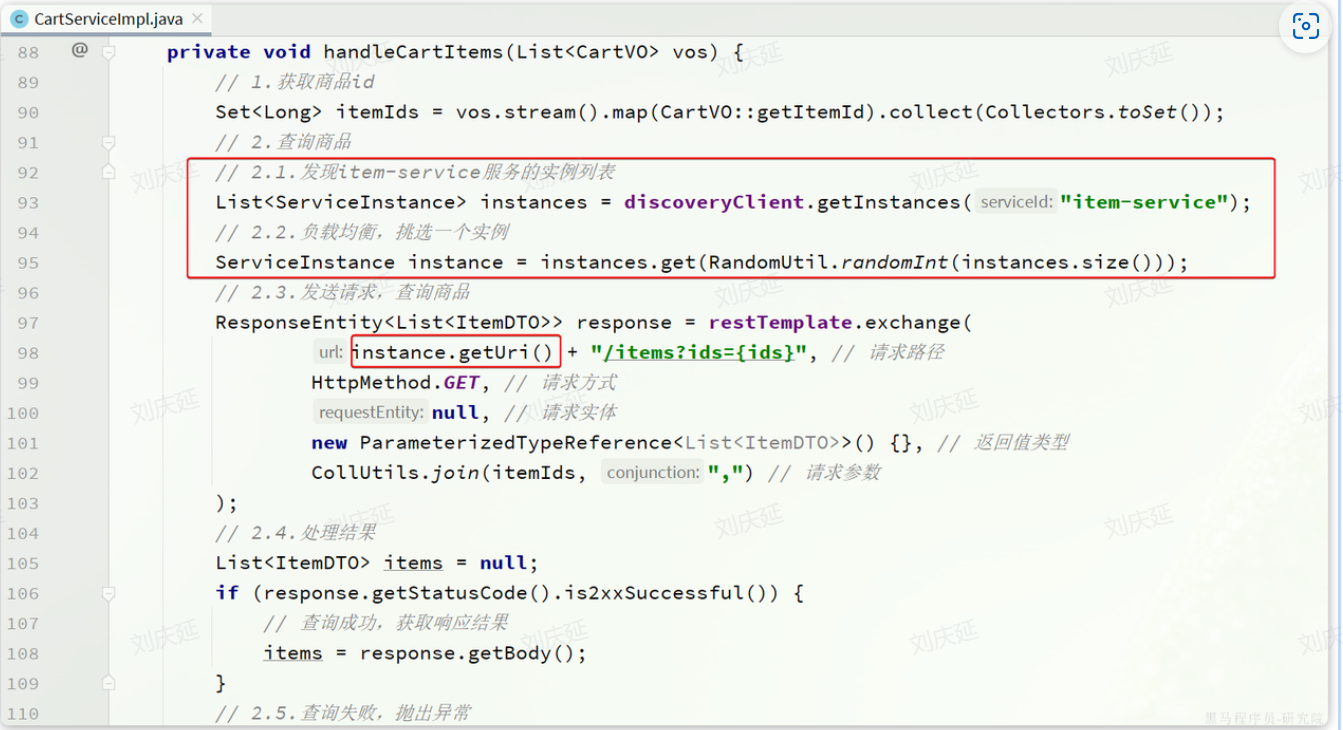 CartServiceImpl.java
88 @ private void handleCartItems(List<CartVO> vos) {
89 // 1.获取商品id
90 Set<Long> itemIds = vos.stream().map(CartVO::getItemId).collect(Collectors.toSet());
91 // 2.查询商品
92 // 2.1.发现item-service服务的实例列表
93 List<ServiceInstance> instances = discoveryClient.getInstances( serviceId: "item-service");
94 // 2.2.负载均衡，挑选一个实例
95 ServiceInstance instance = instances.get(RandomUtil.randomInt(instances.size()));
96 // 2.3.发送请求，查询商品
97 ResponseEntity<List<ItemDTO>> response = restTemplate.exchange(
98 url: instance.getUri() + "/items?ids={ids}", // 请求路径
99 HttpMethod.GET, // 请求方式
100 requestEntity: null, // 请求实体
101 new ParameterizedTypeReference<List<ItemDTO>>() {}, // 返回值类型
102 CollUtils.join(itemIds, conjunction: ",") // 请求参数
103 );
104 // 2.4.处理结果
105 List<ItemDTO> items = null;
106 if (response.getStatusCode().is2xxSuccessful()) {
107 // 查询成功，获取响应结果
108 items = response.getBody();
109 }
110 // 2.5.查询失败，抛出异常
刘庆延
黑马程序员-研究院